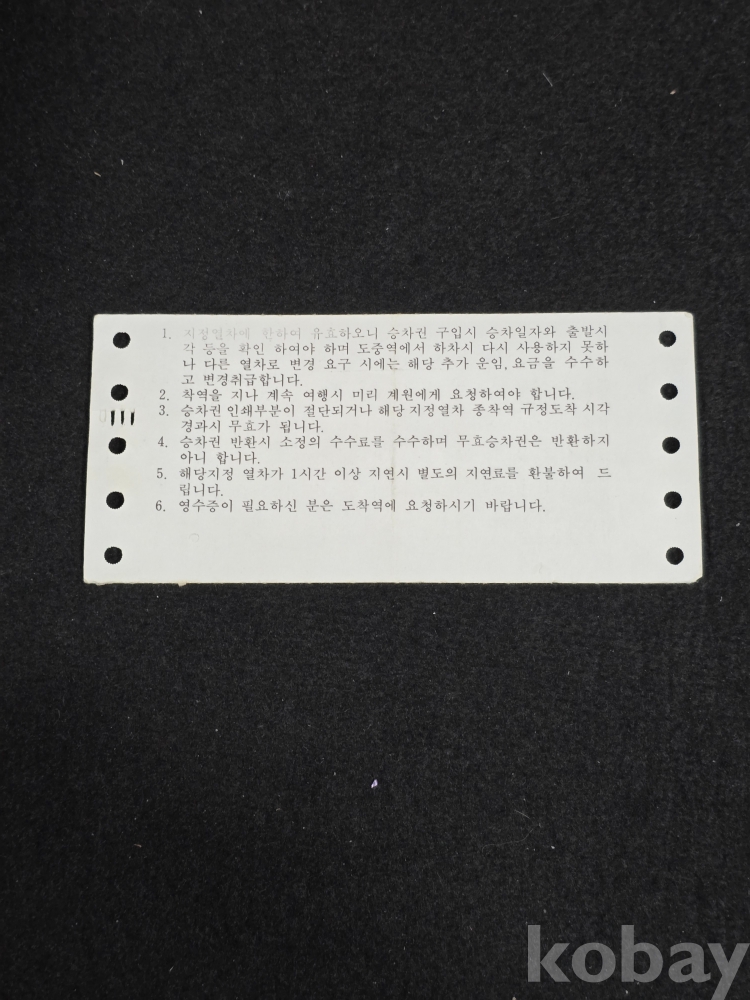 1. 지정열차에 한하여 유효하오니 승차권 구입시 승차일자와 출발시
각 등을 확인 하여야 하며 도중역에서 하차시 다시 사용하지 못하
나 다른 열차로 변경 요구 시에는 해당 추가 운임, 요금을 수수하
고 변경취급합니다.
2. 착역을 지나 계속 여행시 미리 계원에게 요청하여야 합니다.
3. 승차권 인쇄부분이 절단되거나 해당 지정열차 종착역 규정도착 시각
경과시 무효가 됩니다.
4. 승차권 반환시 소정의 수수료를 수수하며 무효승차권은 반환하지
아니 합니다.
5. 해당지정 열차가 1시간 이상 지연시 별도의 지연료를 환불하여 드
립니다.
6. 영수증이 필요하신 분은 도착역에 요청하시기 바랍니다.
kobay